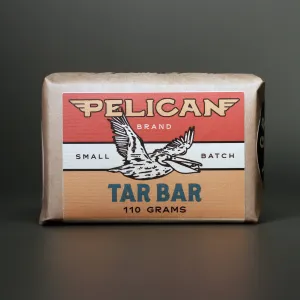 PELICAN
BRAND
SMALL BATCH
TAR BAR
110 GRAMS